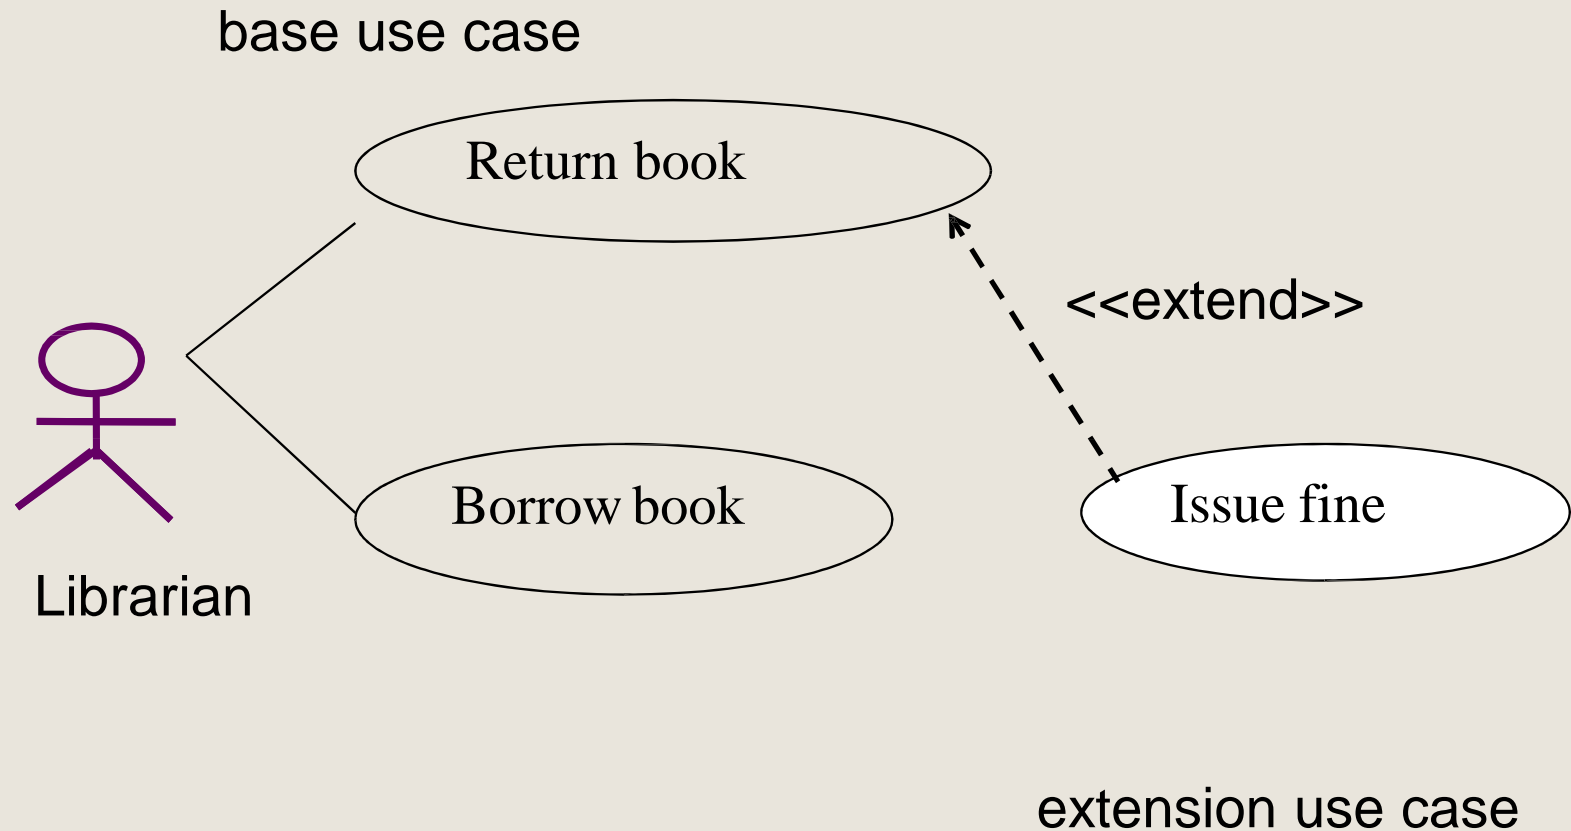 base use case
Return book
<<extend>>
Borrow book
Issue fine
Librarian
extension use case